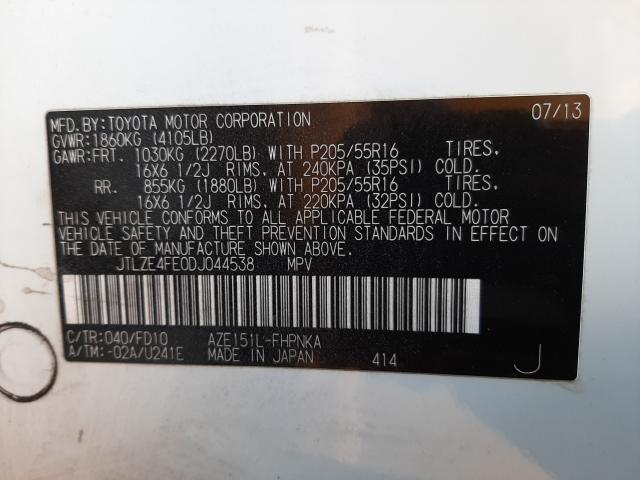 MFD.BY:TOYOTA MOTOR CORPORATION 07/13
GVWR:1860KG (4105LB)
GAWR:FRT. 1030KG (2270LB) WITH P205/55R16 TIRES,
16X6 1/2J RIMS, AT 240KPA (35PSI) COLD.
RR. 855KG (1880LB) WITH P205/55R16 TIRES,
16X6 1/2J RIMS, AT 220KPA (32PSI) COLD.
THIS VEHICLE CONFORMS TO ALL APPLICABLE FEDERAL MOTOR
VEHICLE SAFETY AND THEFT PREVENTION STANDARDS IN EFFECT ON
THE DATE OF MANUFACTURE SHOWN ABOVE.
JTLZE4FE0DJ044538 MPV
C/TR:040/FD10 AZE151L-FHPNKA
A/TM:-02A/U241E MADE IN JAPAN 414 J